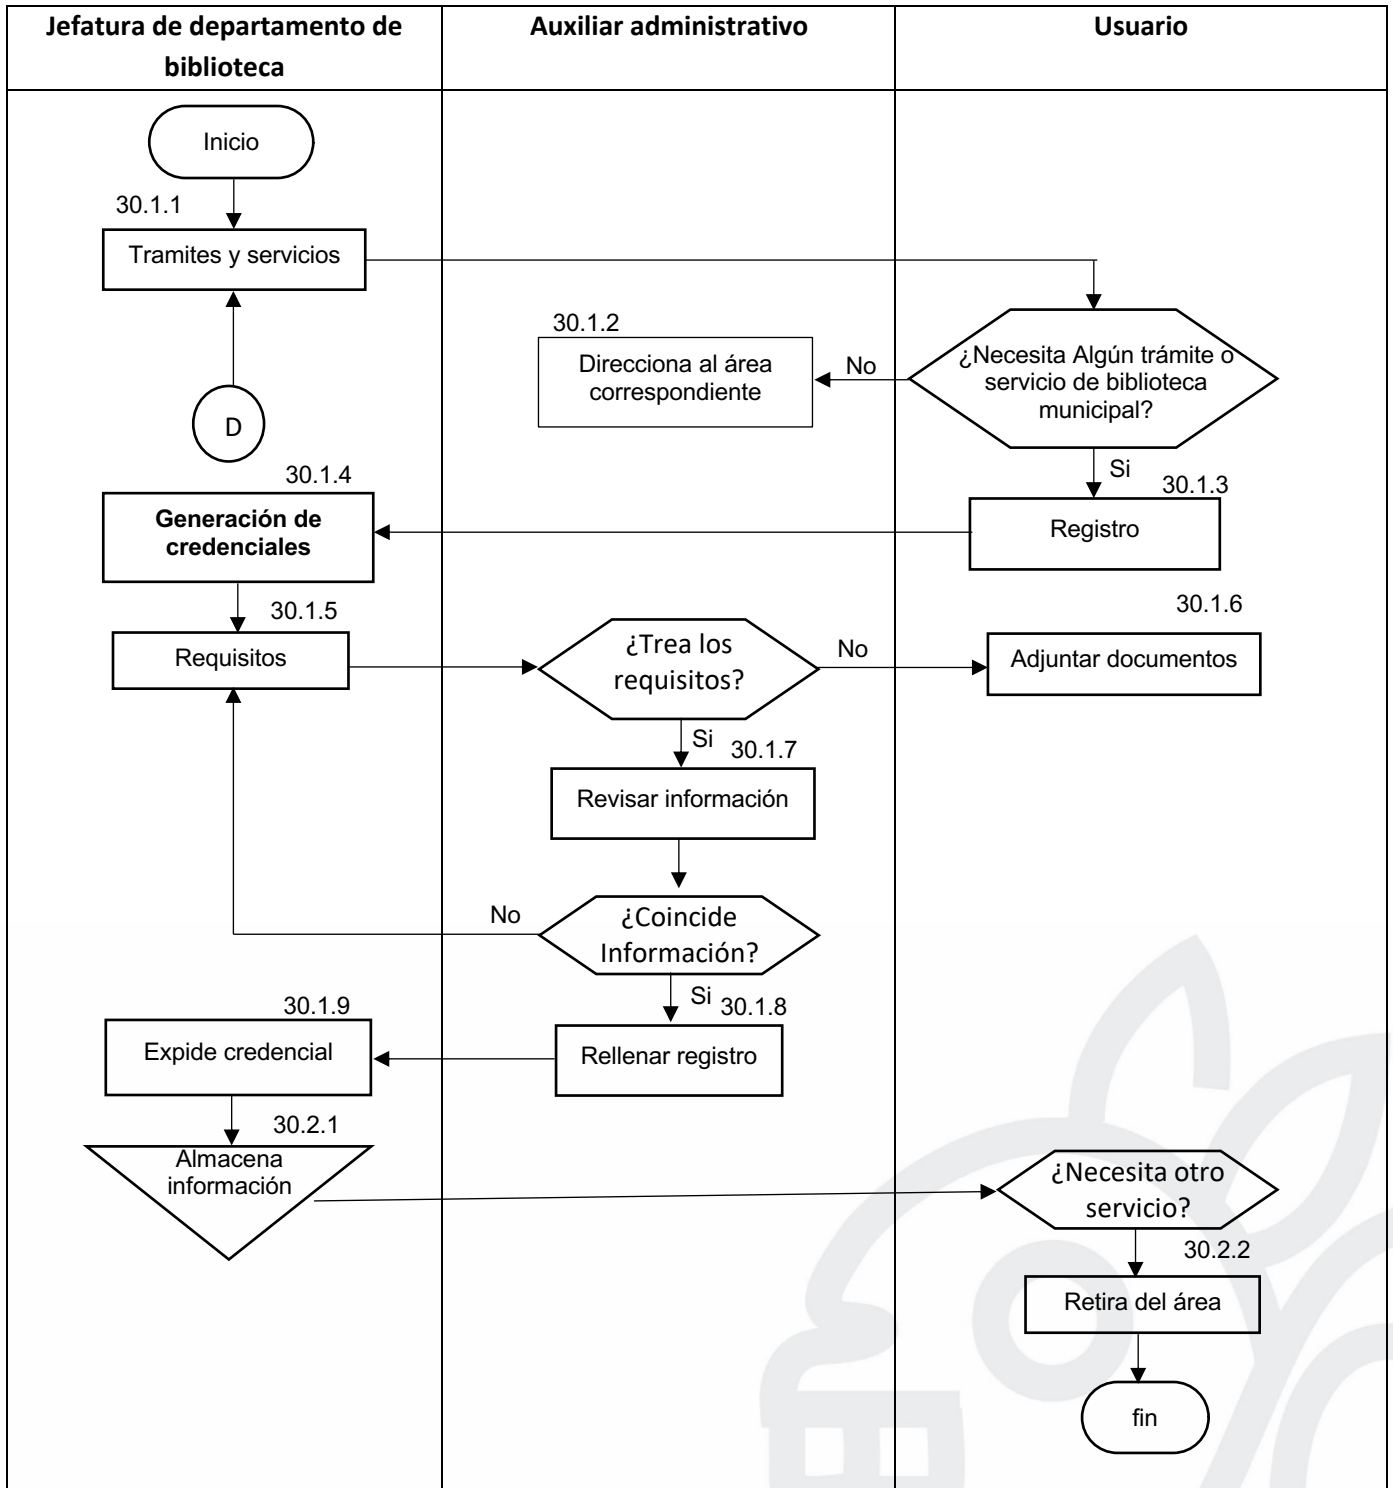 Jefatura de departamento de
biblioteca
Auxiliar administrativo
Usuario
Inicio
30.1.1
Tramites y servicios
30.1.2
Direcciona al área
correspondiente
No
¿Necesita Algún trámite o
servicio de biblioteca
municipal?
D
Si
30.1.3
30.1.4
Generación de
credenciales
Registro
30.1.5
30.1.6
Requisitos
¿Trea los
requisitos?
No
Adjuntar documentos
Si
30.1.7
Revisar información
No
¿Coincide
Información?
Si
30.1.8
30.1.9
Expide credencial
Rellenar registro
30.2.1
Almacena
información
¿Necesita otro
servicio?
30.2.2
Retira del área
fin